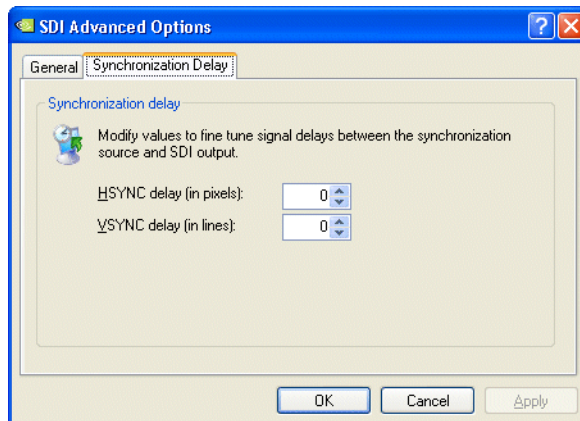 SDI Advanced Options
General
Synchronization Delay
Synchronization delay
Modify values to fine tune signal delays between the synchronization
source and SDI output.
HSYNC delay (in pixels): 0
VSYNC delay (in lines): 0
OK Cancel Apply